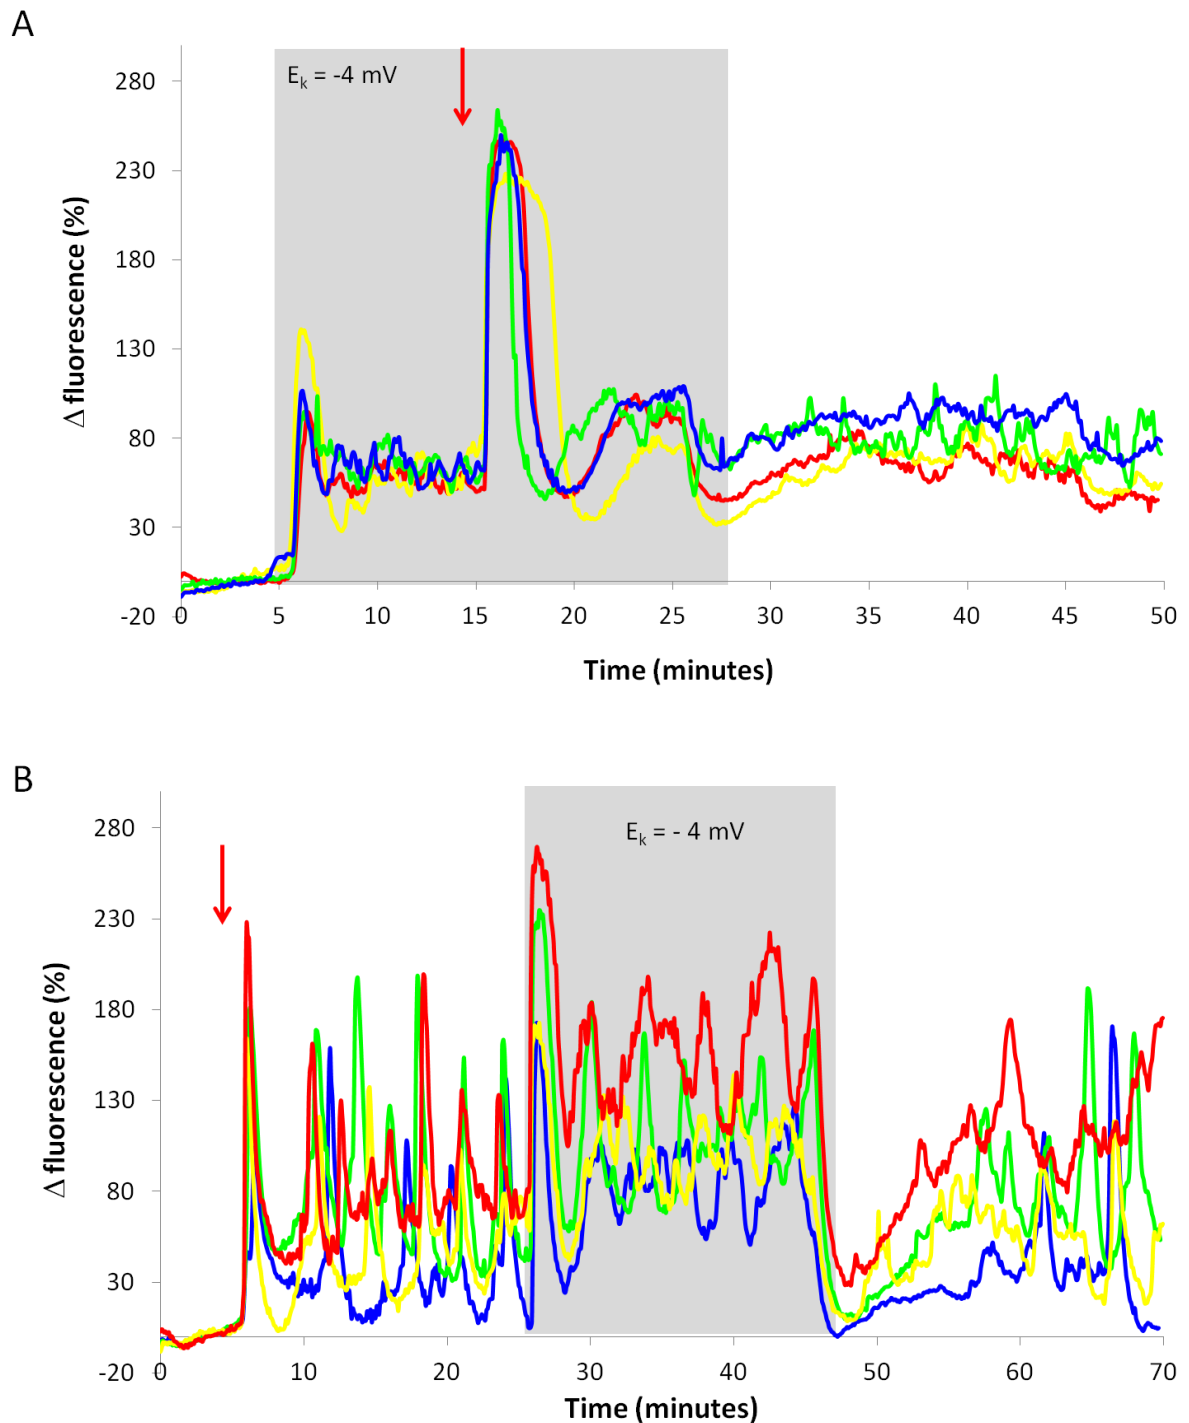 A
E_k = -4 mV
280
230
180
130
80
30
-20
Δ fluorescence (%)
0 5 10 15 20 25 30 35 40 45 50
Time (minutes)
B
E_k = - 4 mV
280
230
180
130
80
30
-20
Δ fluorescence (%)
0 10 20 30 40 50 60 70
Time (minutes)